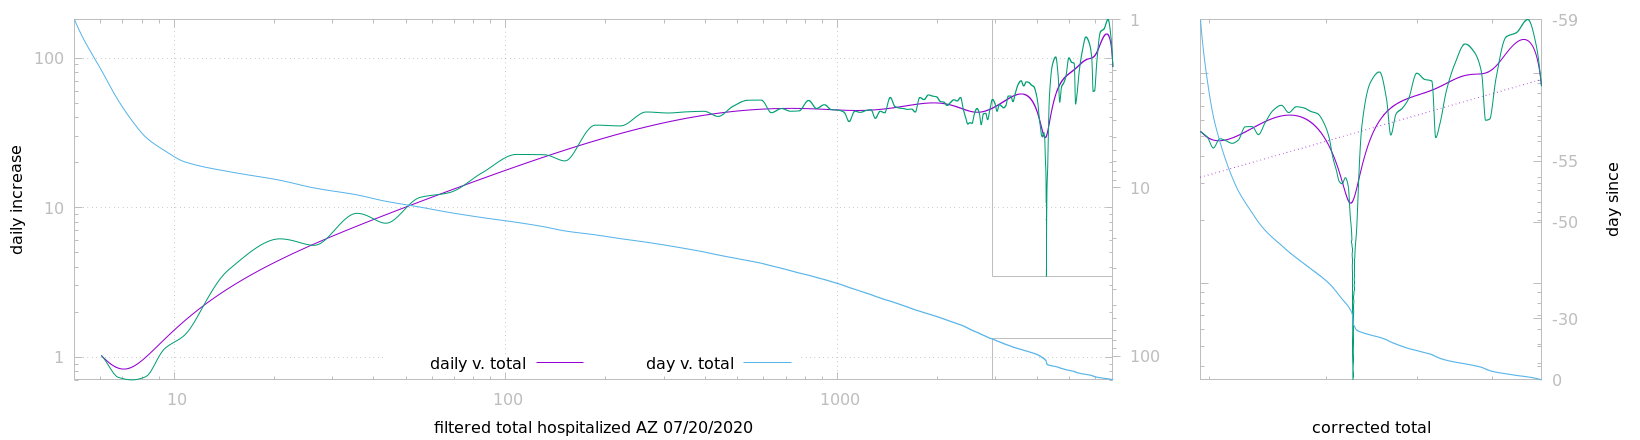 1
-59
100
-55
10
-50
10
-30
1
100
0
daily v. total
day v. total
10
100
1000
filtered total hospitalized AZ 07/20/2020
corrected total
daily increase
day since